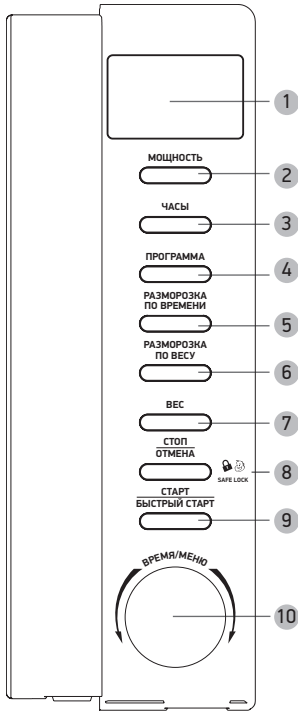 1
МОЩНОСТЬ
2
ЧАСЫ
3
ПРОГРАММА
4
РАЗМОРОЗКА
ПО ВРЕМЕНИ
5
РАЗМОРОЗКА
ПО ВЕСУ
6
ВЕС
7
СТОП
ОТМЕНА
SAFE LOCK
8
СТАРТ
БЫСТРЫЙ СТАРТ
9
ВРЕМЯ/МЕНЮ
10